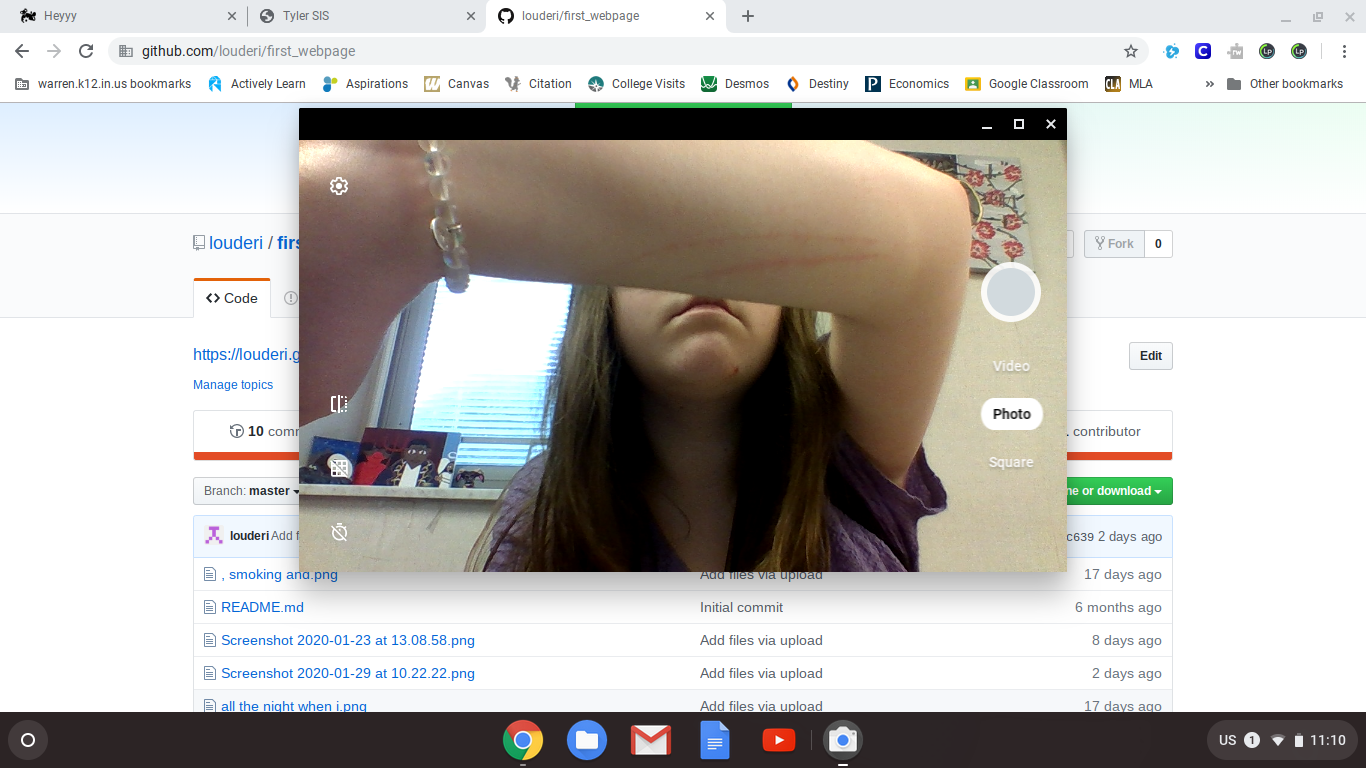 Heyyy
Tyler SIS
louderi/first_webpage
github.com/louderi/first_webpage
warren.k12.in.us bookmarks
Actively Learn
Aspirations
Canvas
Citation
College Visits
Desmos
Destiny
Economics
Google Classroom
CLA MLA
Other bookmarks
louderi / firs
Fork 0
Code
https://louderi.g
Edit
Manage topics
10 comm
contributor
Branch: master
ne or download
louderi Add f
c639 2 days ago
, smoking and.png Add files via upload 17 days ago
README.md Initial commit 6 months ago
Screenshot 2020-01-23 at 13.08.58.png Add files via upload 8 days ago
Screenshot 2020-01-29 at 10.22.22.png Add files via upload 2 days ago
all the night when i.png Add files via upload 17 days ago
Video
Photo
Square
US 1 11:10